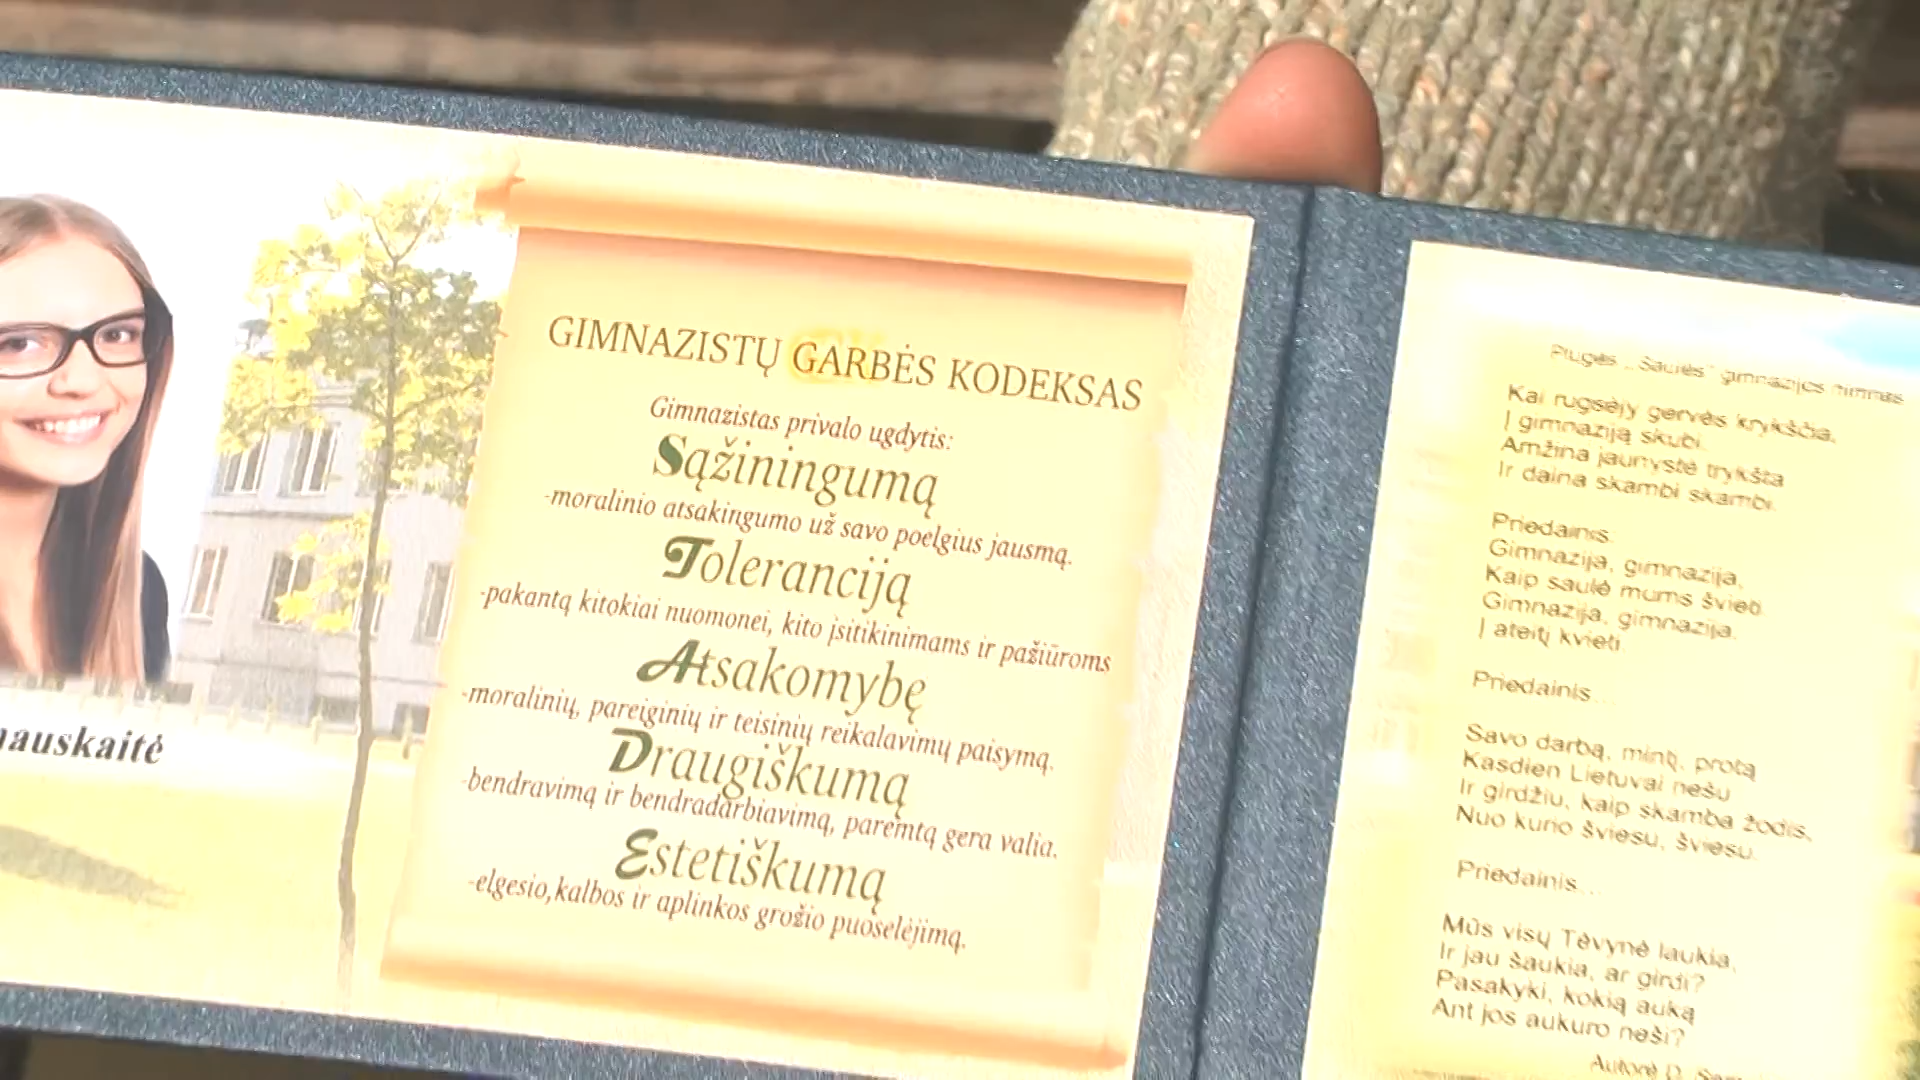 nauskaitė
GIMNAZISTŲ GARBĖS KODEKSAS
Gimnazistas privalo ugdytis:
Sąžiningumą
-moralinio atsakingumo už savo poelgius jausmą.
Toleranciją
-pakantą kitokiai nuomonei, kito įsitikinimams ir pažiūroms
Atsakomybę
-moralinių, pareiginių ir teisinių reikalavimų paisymą.
Draugiškumą
-bendravimą ir bendradarbiavimą, paremtą gera valia.
Estetiškumą
-elgesio,kalbos ir aplinkos grožio puoselėjimą.
„Saulės" gimnazijos himnas
Kai rugsėjy gervės krykščia,
Į gimnaziją skubi.
Amžina jaunystė trykšta
Ir daina skambi skambi.
Priedainis:
Gimnazija, gimnazija,
Kaip saulė mums švieti
Gimnazija, gimnazija,
Į ateitį kvieti
Priedainis...
Savo darbą, mintį, protą
Kasdien Lietuvai nešu
Ir girdžiu, kaip skamba žodis,
Nuo kurio šviesu, šviesu.
Priedainis...
Mūs visų Tėvynė laukia,
Ir jau šaukia, ar girdi?
Pasakyki, kokią auką
Ant jos aukuro neši?
Autorė D.